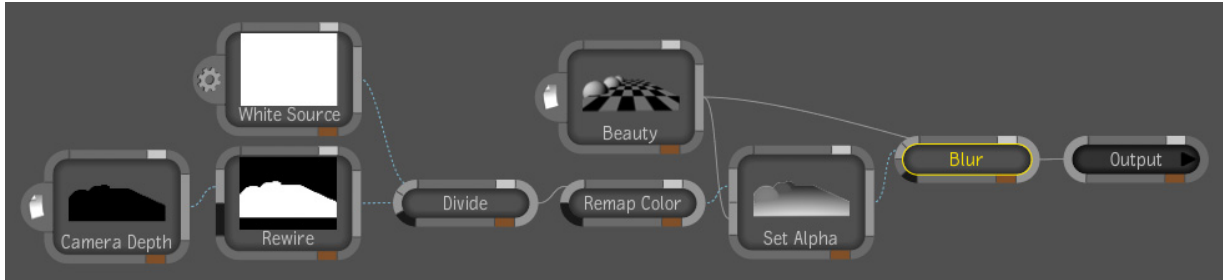 White Source
Beauty
Blur
Output
Camera Depth
Rewire
Divide
Remap Color
Set Alpha